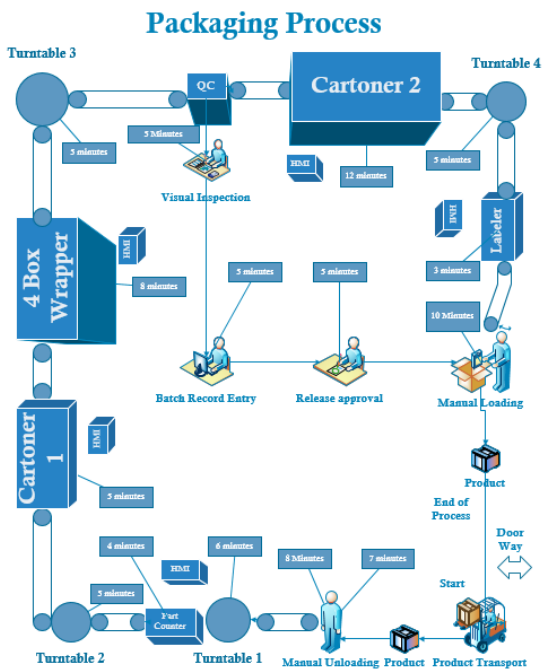 Packaging Process
Turntable 3
Turntable 4
QC
Cartoner 2
5 Minutes
5 minutes
HMI
12 minutes
5 minutes
Visual Inspection
HMI
Labeler
HMI
4 Box
Wrapper
3 minutes
5 minutes
5 minutes
8 minutes
10 Minutes
Batch Record Entry
Release approval
Manual Loading
Cartoner
1
HMI
Product
5 minutes
End of
Process
Door
Way
4 minutes
6 minutes
8 Minutes
7 minutes
HMI
Start
5 minutes
Part
Counter
Turntable 2
Turntable 1
Manual Unloading
Product
Product Transport